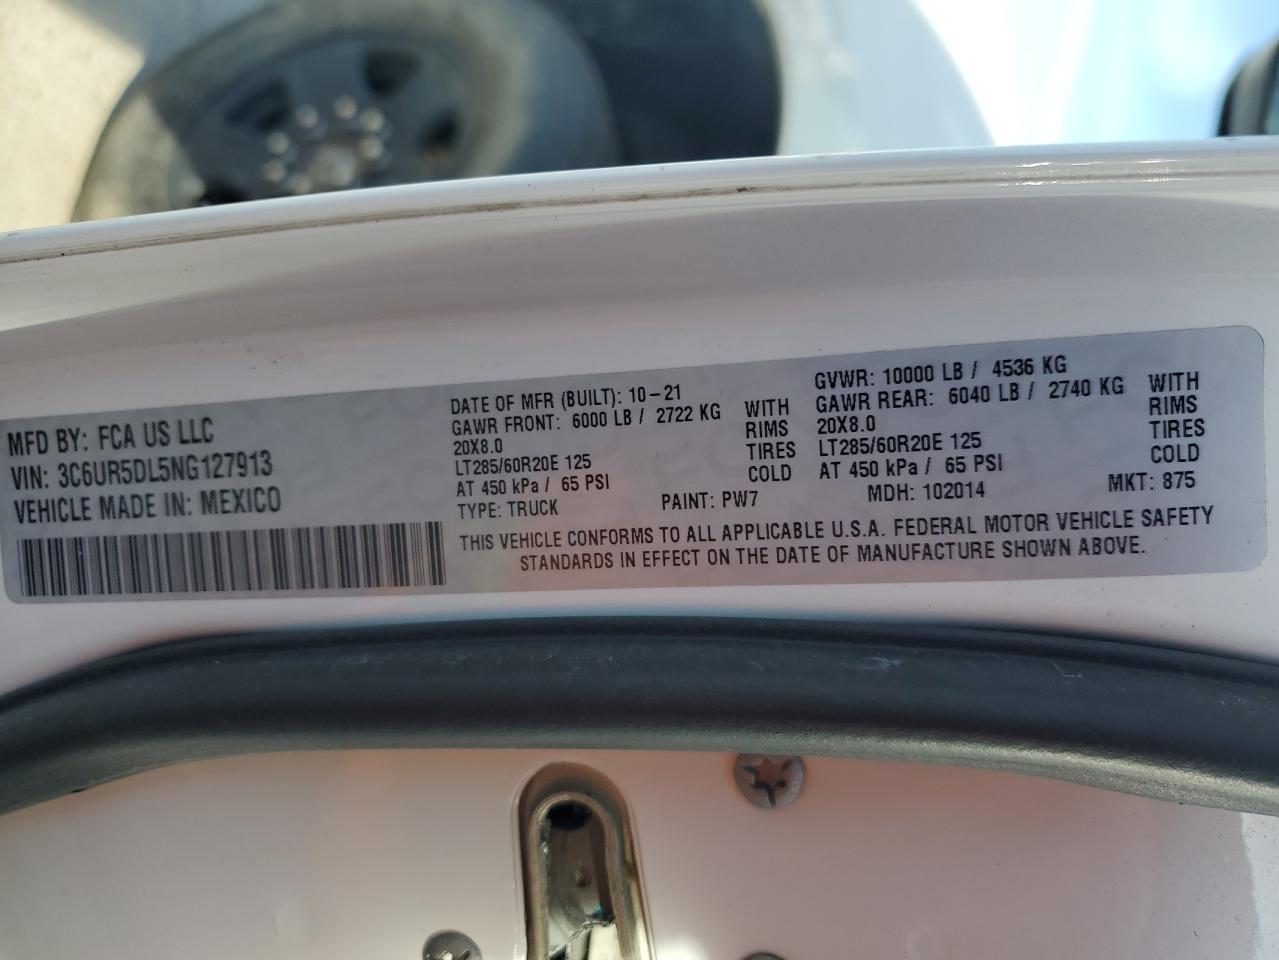 MFD BY: FCA US LLC
VIN: 3C6UR5DL5NG127913
VEHICLE MADE IN: MEXICO
DATE OF MFR (BUILT): 10-21
GAWR FRONT: 6000 LB / 2722 KG WITH
20X8.0 RIMS
LT285/60R20E 125 TIRES
AT 450 kPa / 65 PSI COLD
TYPE: TRUCK PAINT: PW7
GVWR: 10000 LB / 4536 KG
GAWR REAR: 6040 LB / 2740 KG WITH
20X8.0 RIMS
LT285/60R20E 125 TIRES
AT 450 kPa / 65 PSI COLD
MDH: 102014 MKT: 875
THIS VEHICLE CONFORMS TO ALL APPLICABLE U.S.A. FEDERAL MOTOR VEHICLE SAFETY
STANDARDS IN EFFECT ON THE DATE OF MANUFACTURE SHOWN ABOVE.